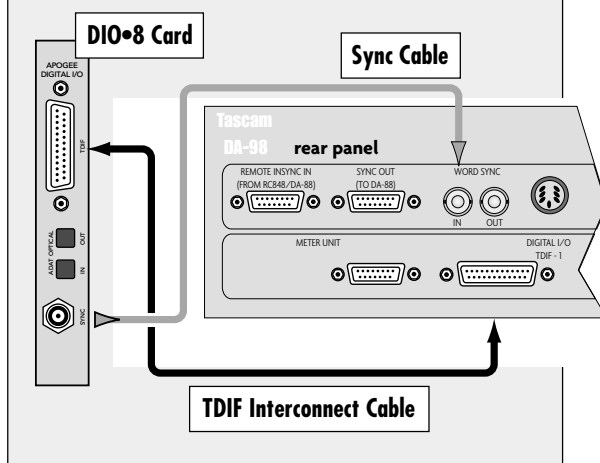 DIO•8 Card
Sync Cable
APOGEE
DIGITAL I/O
TDIF
ADAT OPTICAL
OUT
IN
SYNC
Tascam
DA-98 rear panel
REMOTE IN SYNC IN
(FROM RC848/DA-88)
SYNC OUT
(TO DA-88)
WORD SYNC
IN
OUT
METER UNIT
DIGITAL I/O
TDIF - 1
TDIF Interconnect Cable